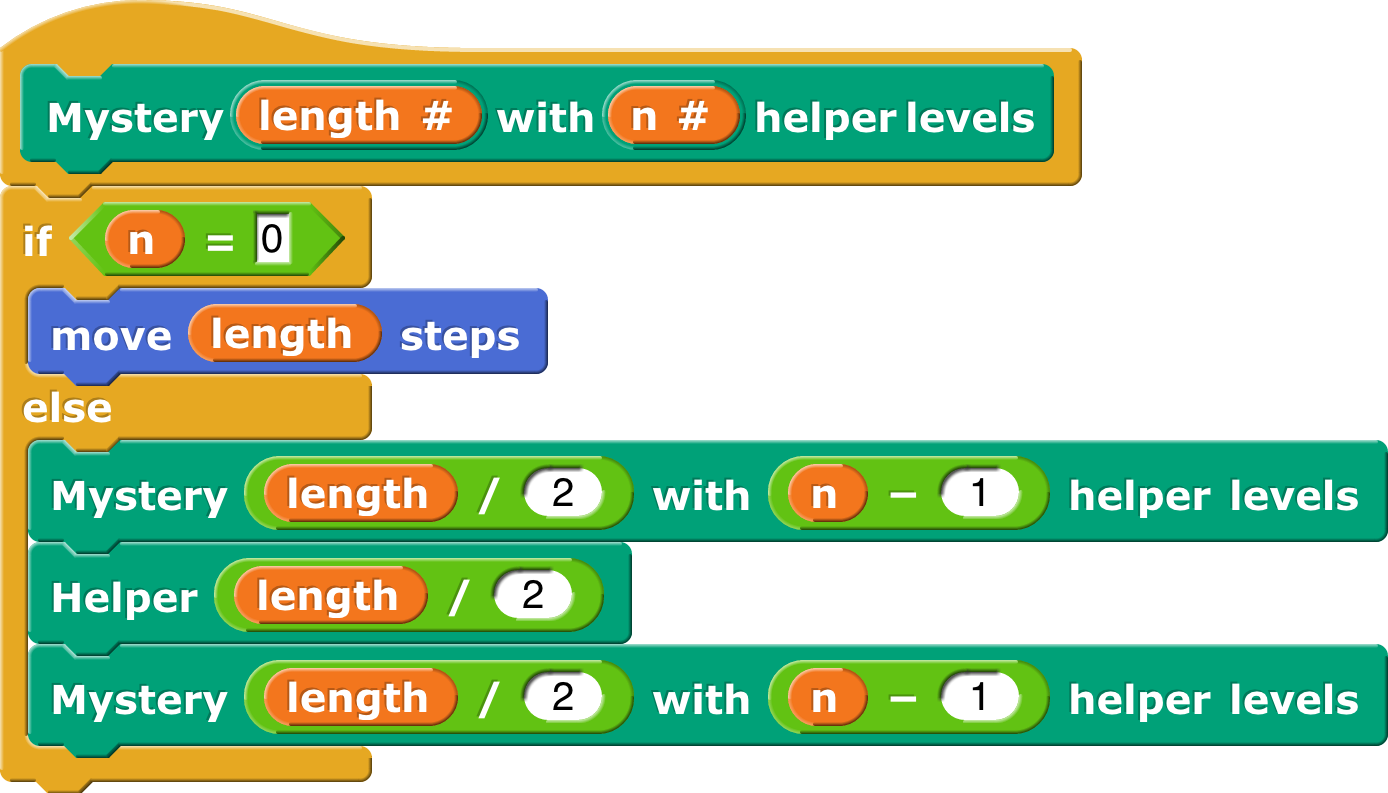 Mystery length # with n # helper levels
if n = 0
move length steps
else
Mystery length / 2 with n − 1 helper levels
Helper length / 2
Mystery length / 2 with n − 1 helper levels